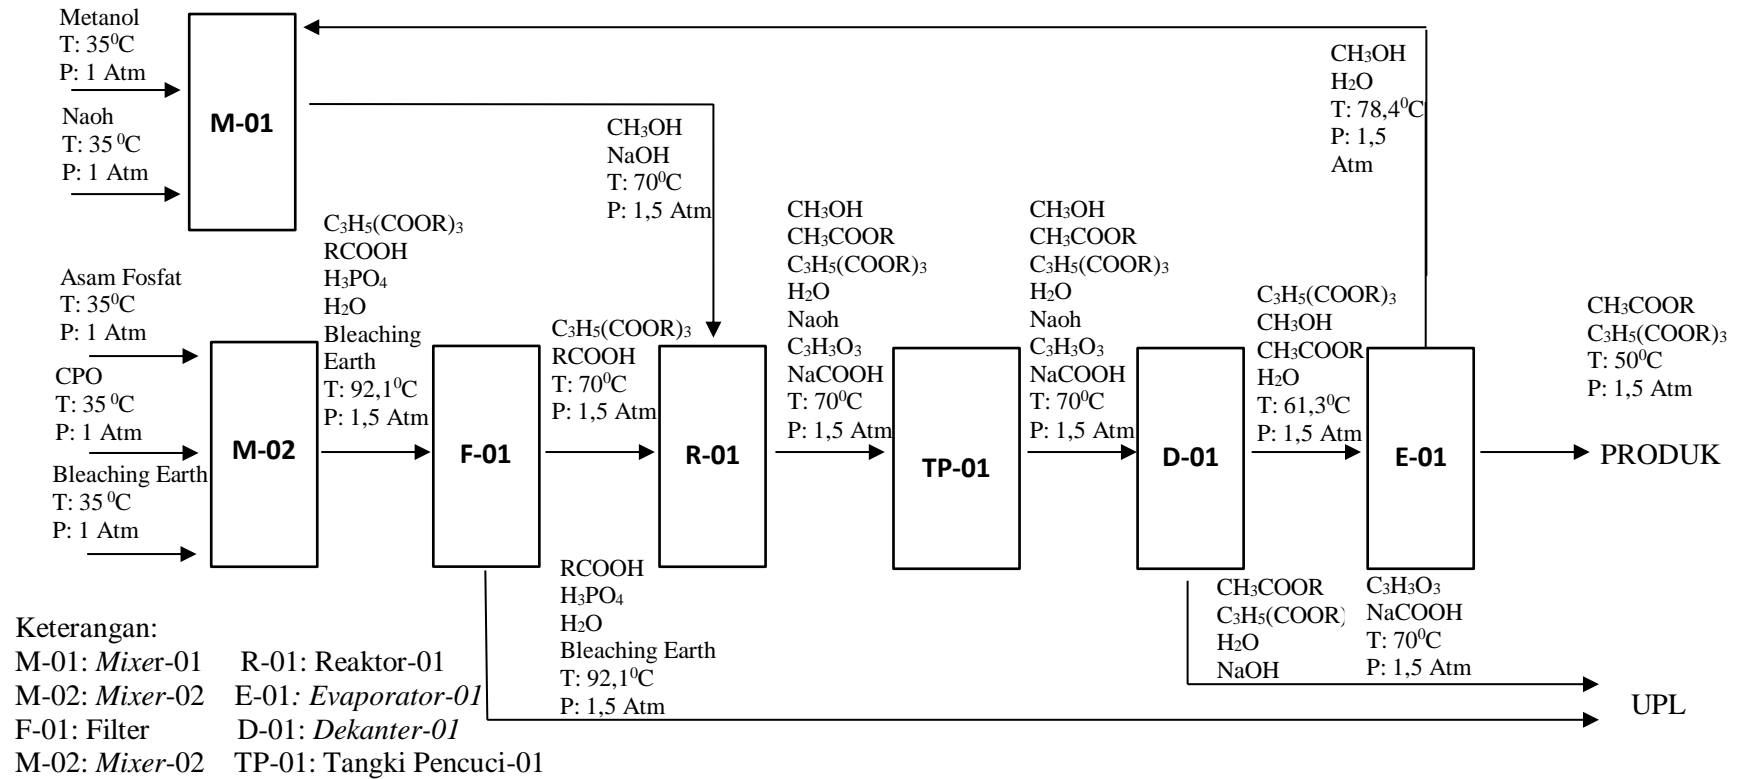 Metanol
T: 35⁰C
P: 1 Atm
Naoh
T: 35 ⁰C
P: 1 Atm
M-01
CH₃OH
NaOH
T: 70⁰C
P: 1,5 Atm
CH₃OH
H₂O
T: 78,4⁰C
P: 1,5
Atm
Asam Fosfat
T: 35⁰C
P: 1 Atm
CPO
T: 35 ⁰C
P: 1 Atm
Bleaching Earth
T: 35 ⁰C
P: 1 Atm
M-02
C₃H₅(COOR)₃
RCOOH
H₃PO₄
H₂O
Bleaching
Earth
T: 92,1⁰C
P: 1,5 Atm
F-01
C₃H₅(COOR)₃
RCOOH
T: 70⁰C
P: 1,5 Atm
R-01
CH₃OH
CH₃COOR
C₃H₅(COOR)₃
H₂O
Naoh
C₃H₃O₃
NaCOOH
T: 70⁰C
P: 1,5 Atm
TP-01
CH₃OH
CH₃COOR
C₃H₅(COOR)₃
H₂O
Naoh
C₃H₃O₃
NaCOOH
T: 70⁰C
P: 1,5 Atm
D-01
C₃H₅(COOR)₃
CH₃OH
CH₃COOR
H₂O
T: 61,3⁰C
P: 1,5 Atm
E-01
CH₃COOR
C₃H₅(COOR)₃
T: 50⁰C
P: 1,5 Atm
PRODUK
RCOOH
H₃PO₄
H₂O
Bleaching Earth
T: 92,1⁰C
P: 1,5 Atm
CH₃COOR
C₃H₅(COOR)
H₂O
NaOH
C₃H₃O₃
NaCOOH
T: 70⁰C
P: 1,5 Atm
UPL
Keterangan:
M-01: Mixer-01 R-01: Reaktor-01
M-02: Mixer-02 E-01: Evaporator-01
F-01: Filter D-01: Dekanter-01
M-02: Mixer-02 TP-01: Tangki Pencuci-01